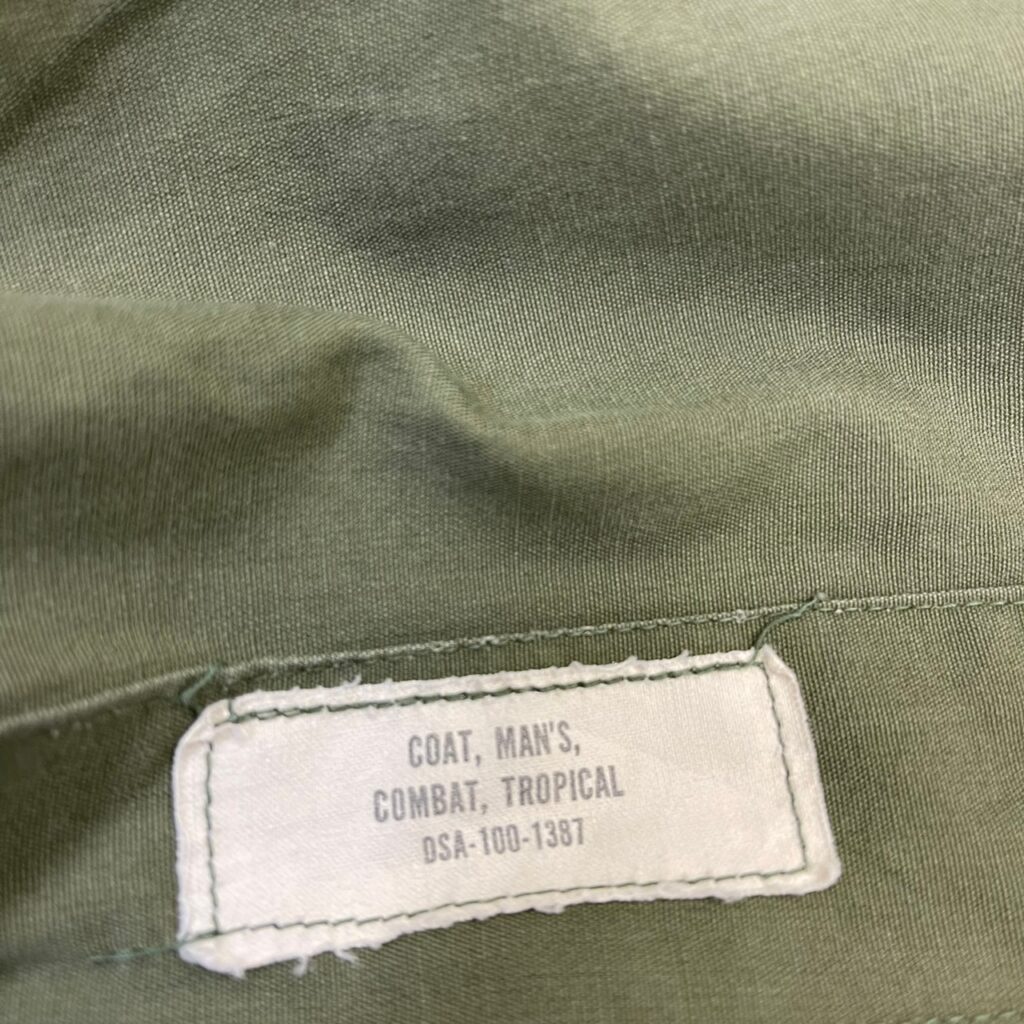 COAT, MAN'S,
COMBAT, TROPICAL
DSA-100-1387